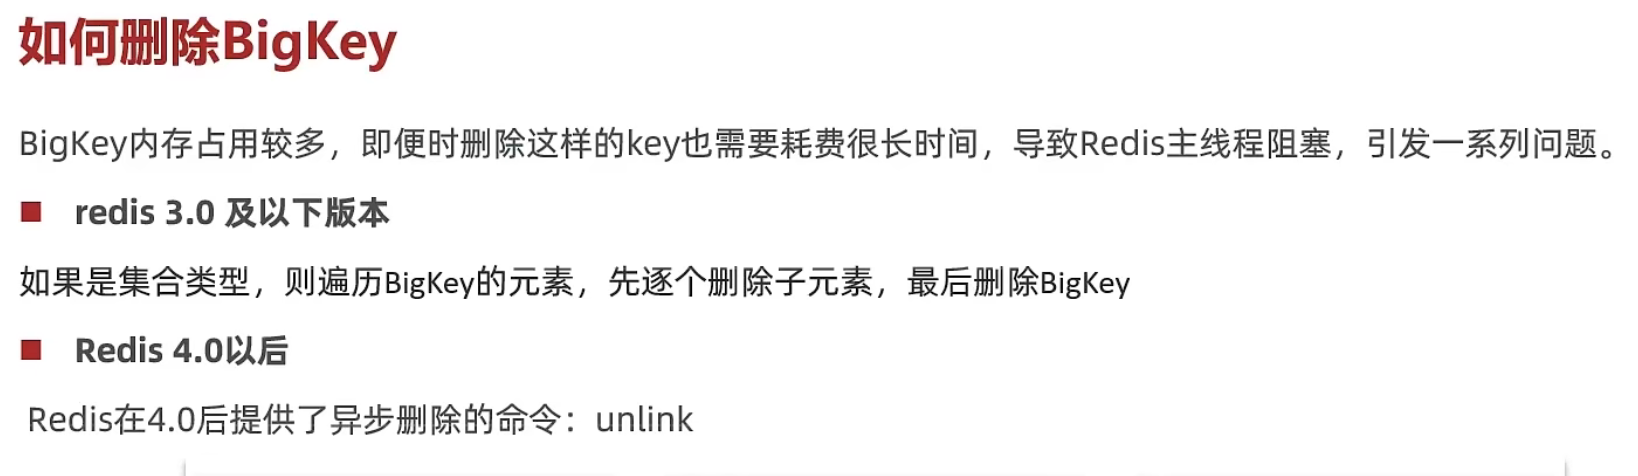 如何删除BigKey
BigKey内存占用较多，即便时删除这样的key也需要耗费很长时间，导致Redis主线程阻塞，引发一系列问题。
redis 3.0 及以下版本
如果是集合类型，则遍历BigKey的元素，先逐个删除子元素，最后删除BigKey
Redis 4.0以后
Redis在4.0后提供了异步删除的命令：unlink